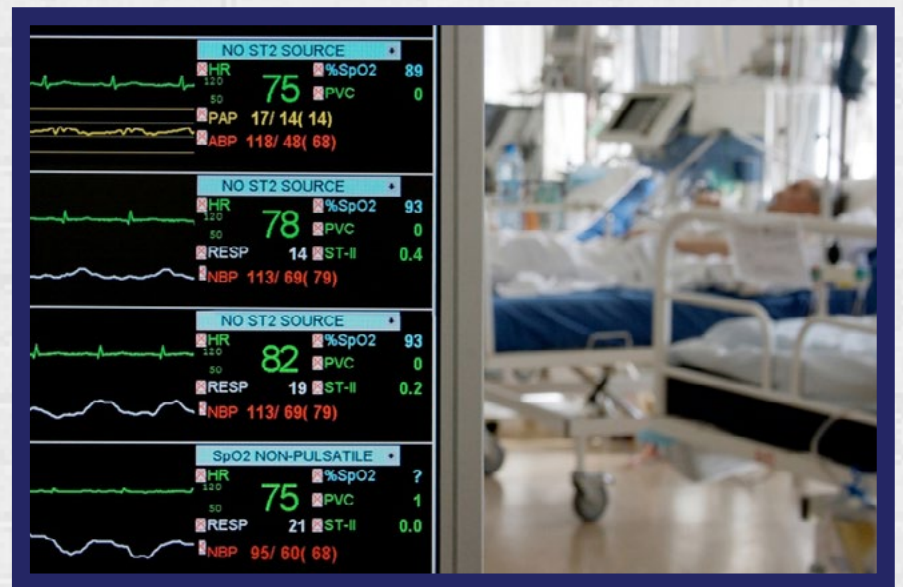 NO ST2 SOURCE
HR 75 %SpO2 89
120
50 PVC 0
PAP 17/ 14( 14)
ABP 118/ 48( 68)
NO ST2 SOURCE
HR 78 %SpO2 93
120
50 PVC 0
RESP 14 ST-II 0.4
NBP 113/ 69( 79)
NO ST2 SOURCE
HR 82 %SpO2 93
120
50 PVC 0
RESP 19 ST-II 0.2
NBP 113/ 69( 79)
SpO2 NON-PULSATILE
HR 75 %SpO2 ?
120
50 PVC 1
RESP 21 ST-II 0.0
NBP 95/ 60( 68)